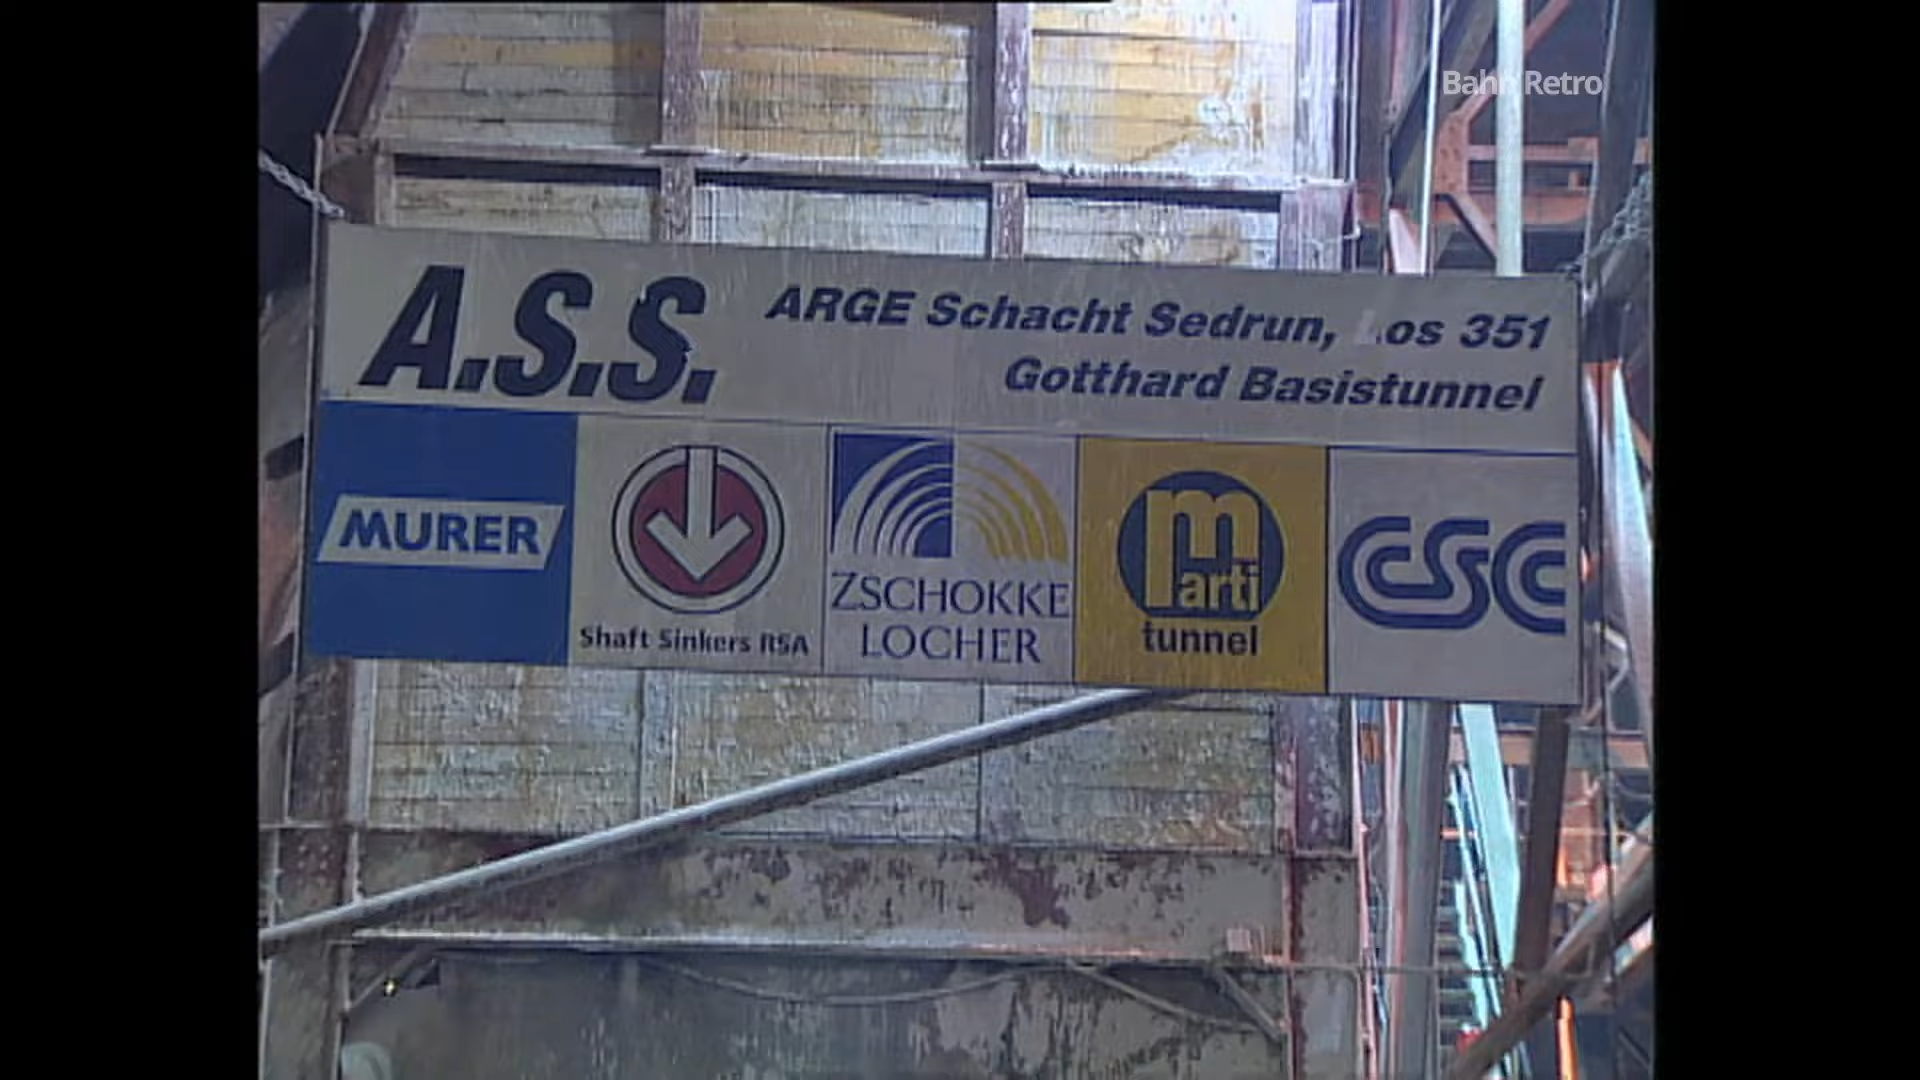 Bahn Retro
A.S.S.
ARGE Schacht Sedrun, Los 351
Gotthard Basistunnel
MURER
Shaft Sinkers RSA
ZSCHOKKE
LOCHER
marti
tunnel
CSC